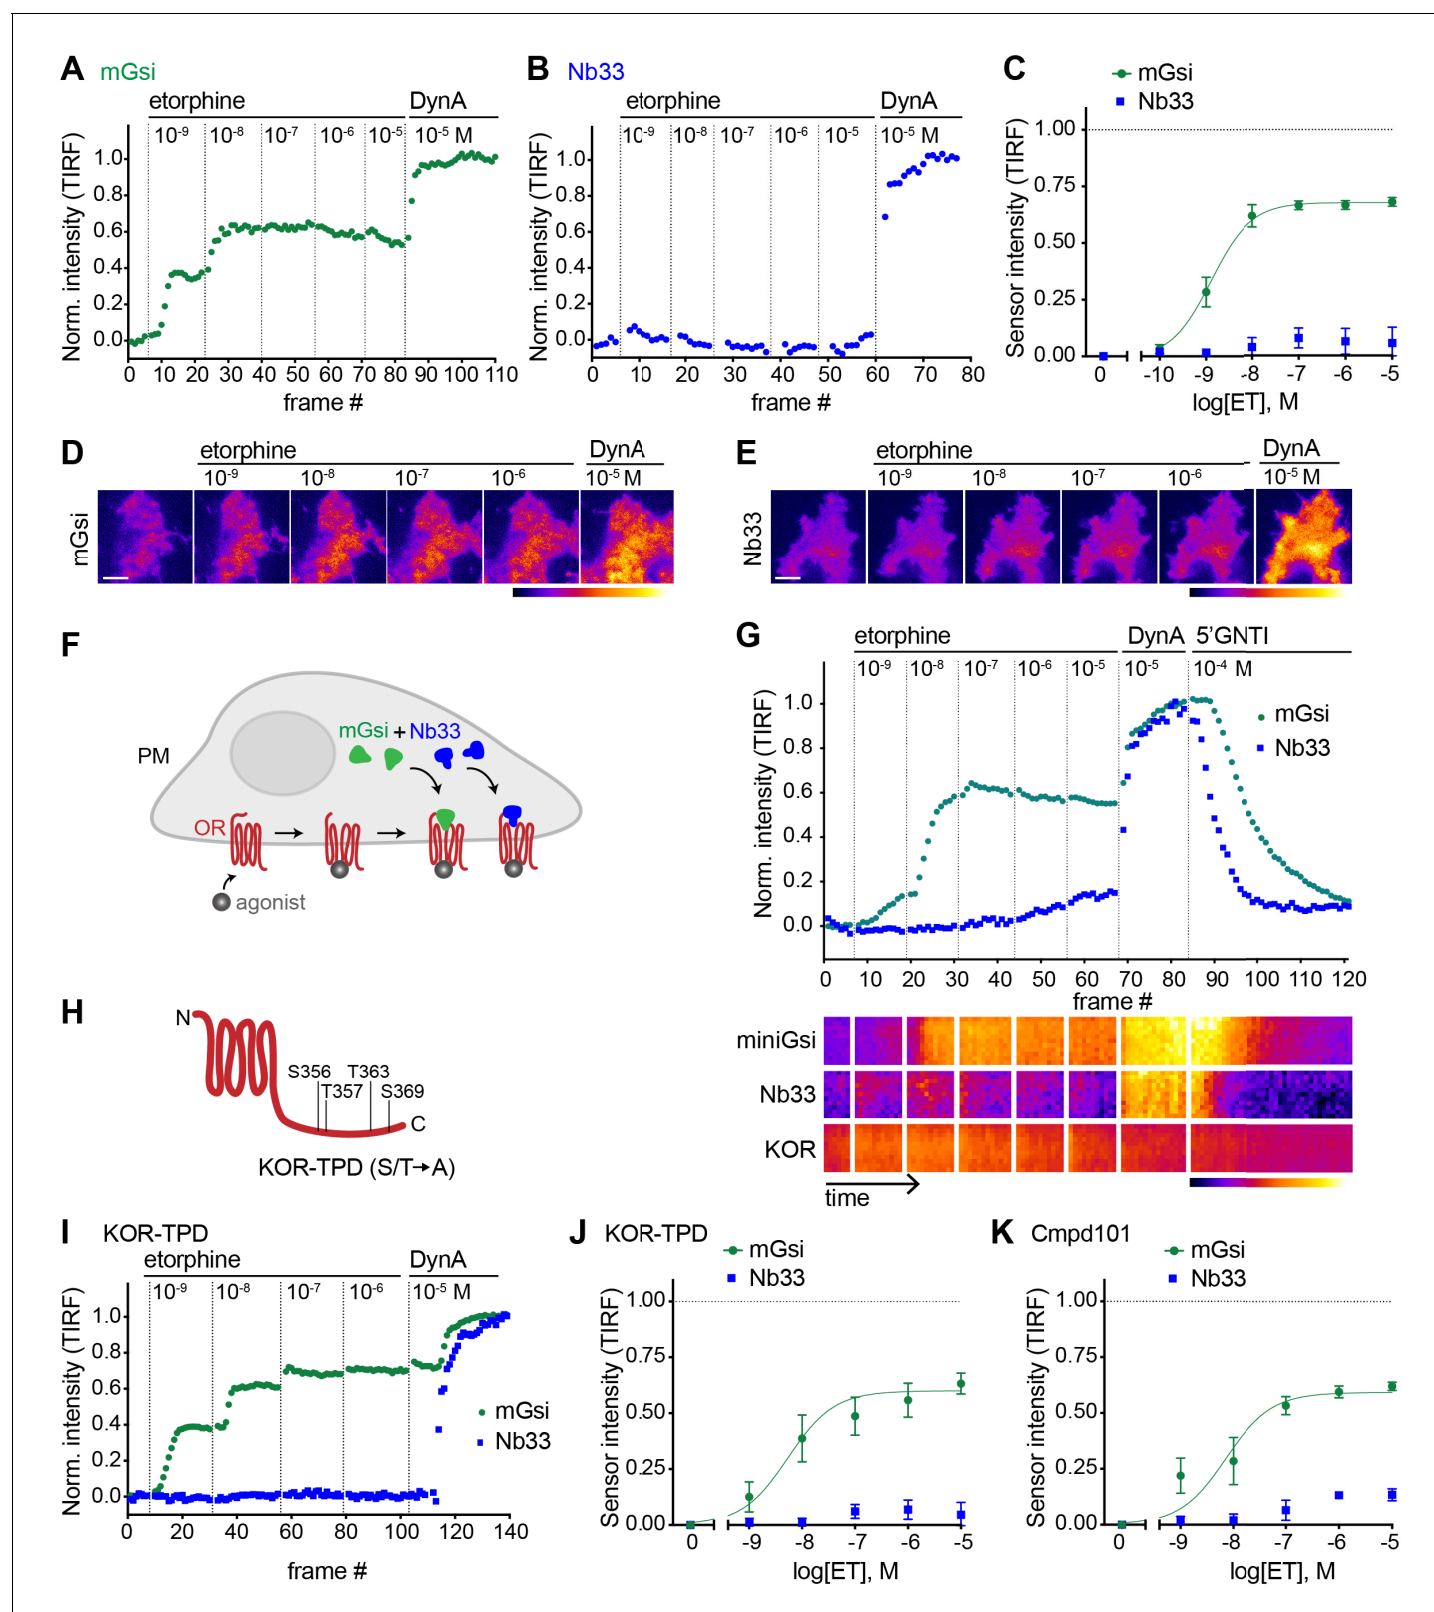 A mGsi
etorphine DynA
10-9 10-8 10-7 10-6 10-5 10-5 M
Norm. intensity (TIRF)
1.0
0.8
0.6
0.4
0.2
0.0
0 10 20 30 40 50 60 70 80 90 100 110
frame #
B Nb33
etorphine DynA
10-9 10-8 10-7 10-6 10-5 10-5 M
Norm. intensity (TIRF)
1.0
0.8
0.6
0.4
0.2
0.0
0 10 20 30 40 50 60 70 80
frame #
C
mGsi
Nb33
Sensor intensity (TIRF)
1.00
0.75
0.50
0.25
0.00
0 -10 -9 -8 -7 -6 -5
log[ET], M
D
etorphine DynA
10-9 10-8 10-7 10-6 10-5 M
mGsi
E
etorphine DynA
10-9 10-8 10-7 10-6 10-5 M
Nb33
F
mGsi + Nb33
PM
OR
agonist
G
etorphine DynA 5'GNTI
10-9 10-8 10-7 10-6 10-5 10-5 10-4 M
Norm. intensity (TIRF)
1.0
0.8
0.6
0.4
0.2
0.0
mGsi
Nb33
0 10 20 30 40 50 60 70 80 90 100 110 120
frame #
miniGsi
Nb33
KOR
time
H
N
S356 T363
T357 S369
C
KOR-TPD (S/T→A)
I KOR-TPD
etorphine DynA
10-9 10-8 10-7 10-6 10-5 M
Norm. intensity (TIRF)
1.0
0.8
0.6
0.4
0.2
0.0
mGsi
Nb33
0 20 40 60 80 100 120 140
frame #
J KOR-TPD
mGsi
Nb33
Sensor intensity (TIRF)
1.00
0.75
0.50
0.25
0.00
0 -9 -8 -7 -6 -5
log[ET], M
K Cmpd101
mGsi
Nb33
Sensor intensity (TIRF)
1.00
0.75
0.50
0.25
0.00
0 -9 -8 -7 -6 -5
log[ET], M